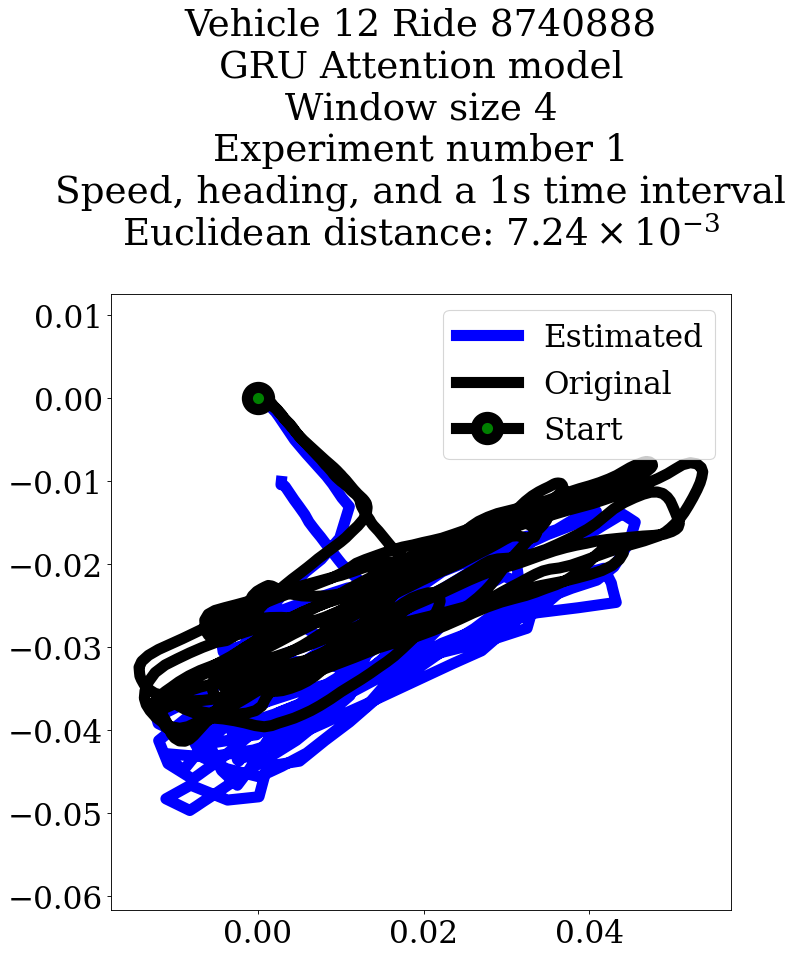 Vehicle 12 Ride 8740888
GRU Attention model
Window size 4
Experiment number 1
Speed, heading, and a 1s time interval
Euclidean distance: 7.24 × 10⁻³
Estimated
Original
Start
0.01
0.00
−0.01
−0.02
−0.03
−0.04
−0.05
−0.06
0.00 0.02 0.04